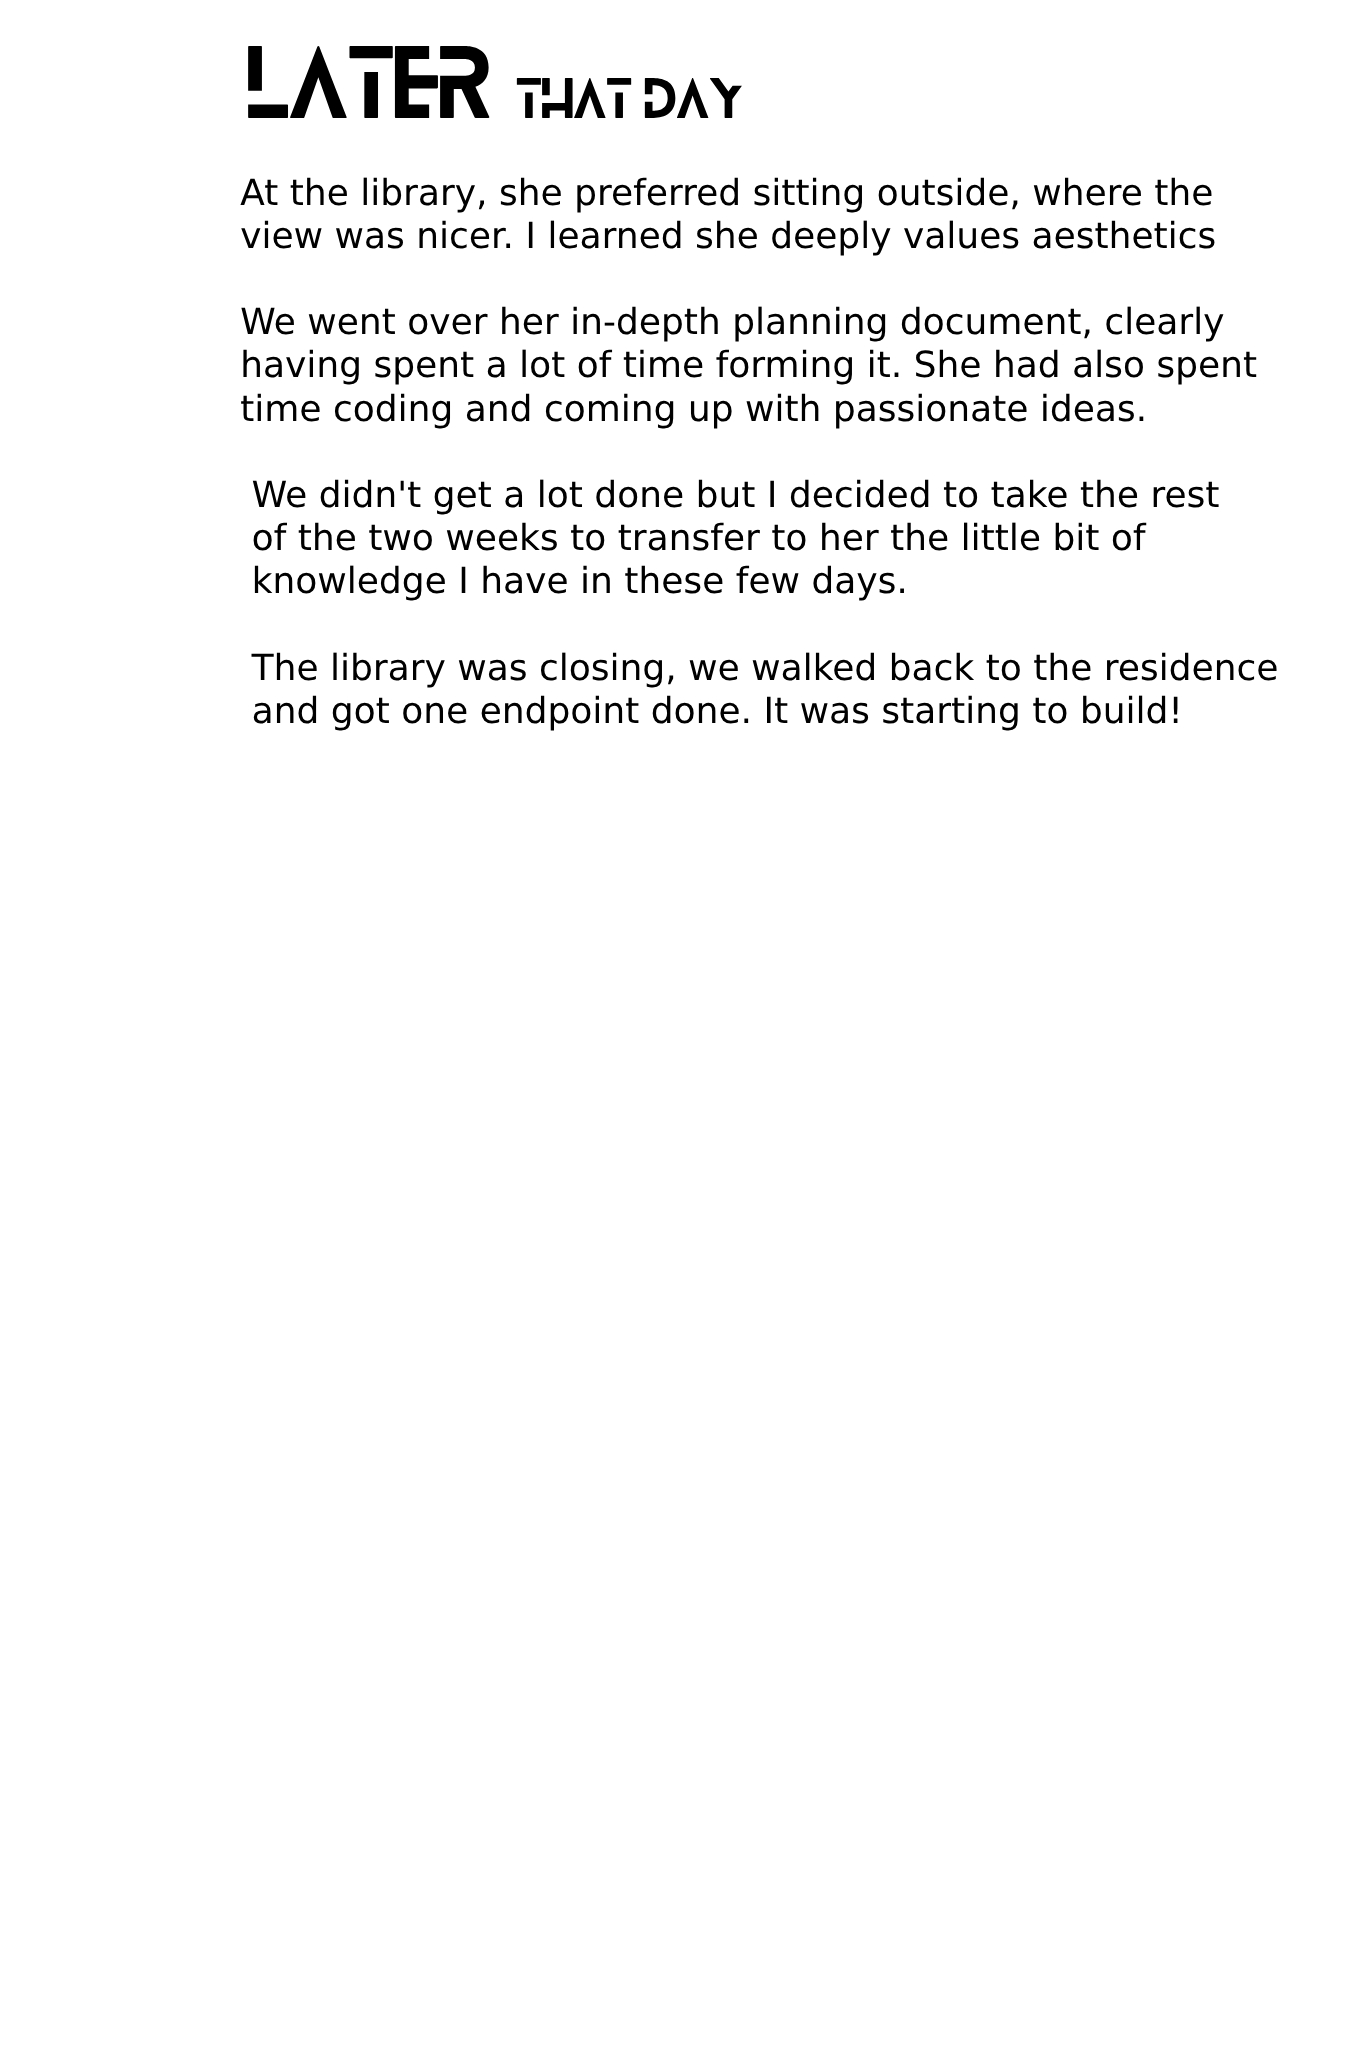 LATER THAT DAY
At the library, she preferred sitting outside, where the
view was nicer. I learned she deeply values aesthetics
We went over her in-depth planning document, clearly
having spent a lot of time forming it. She had also spent
time coding and coming up with passionate ideas.
We didn't get a lot done but I decided to take the rest
of the two weeks to transfer to her the little bit of
knowledge I have in these few days.
The library was closing, we walked back to the residence
and got one endpoint done. It was starting to build!